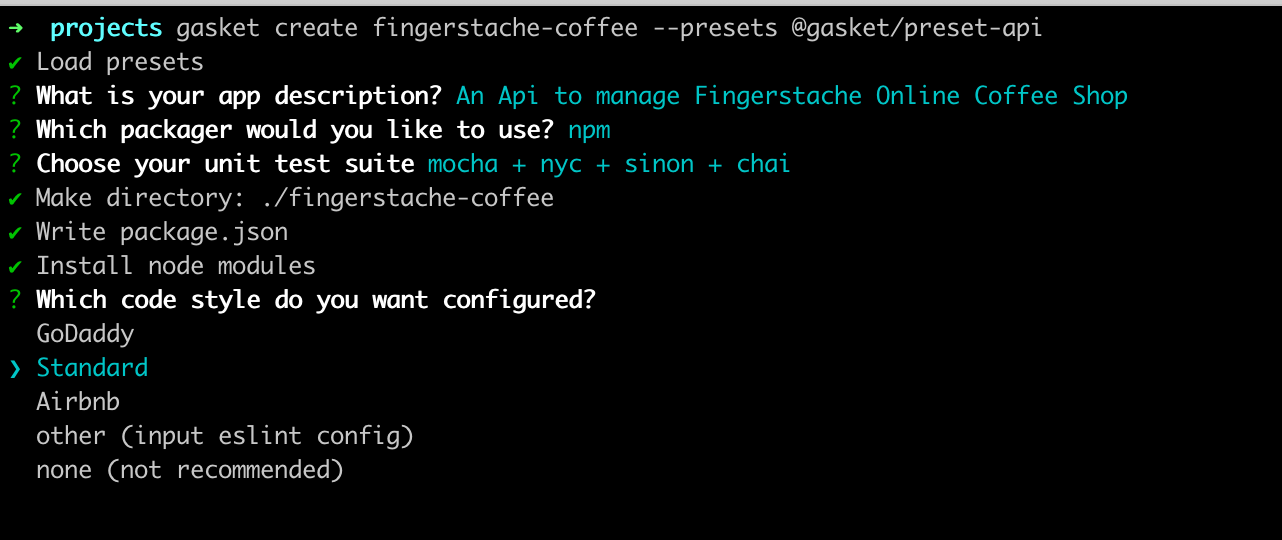 ➜  projects gasket create fingerstache-coffee --presets @gasket/preset-api
✔ Load presets
? What is your app description? An Api to manage Fingerstache Online Coffee Shop
? Which packager would you like to use? npm
? Choose your unit test suite mocha + nyc + sinon + chai
✔ Make directory: ./fingerstache-coffee
✔ Write package.json
✔ Install node modules
? Which code style do you want configured?
  GoDaddy
❯ Standard
  Airbnb
  other (input eslint config)
  none (not recommended)